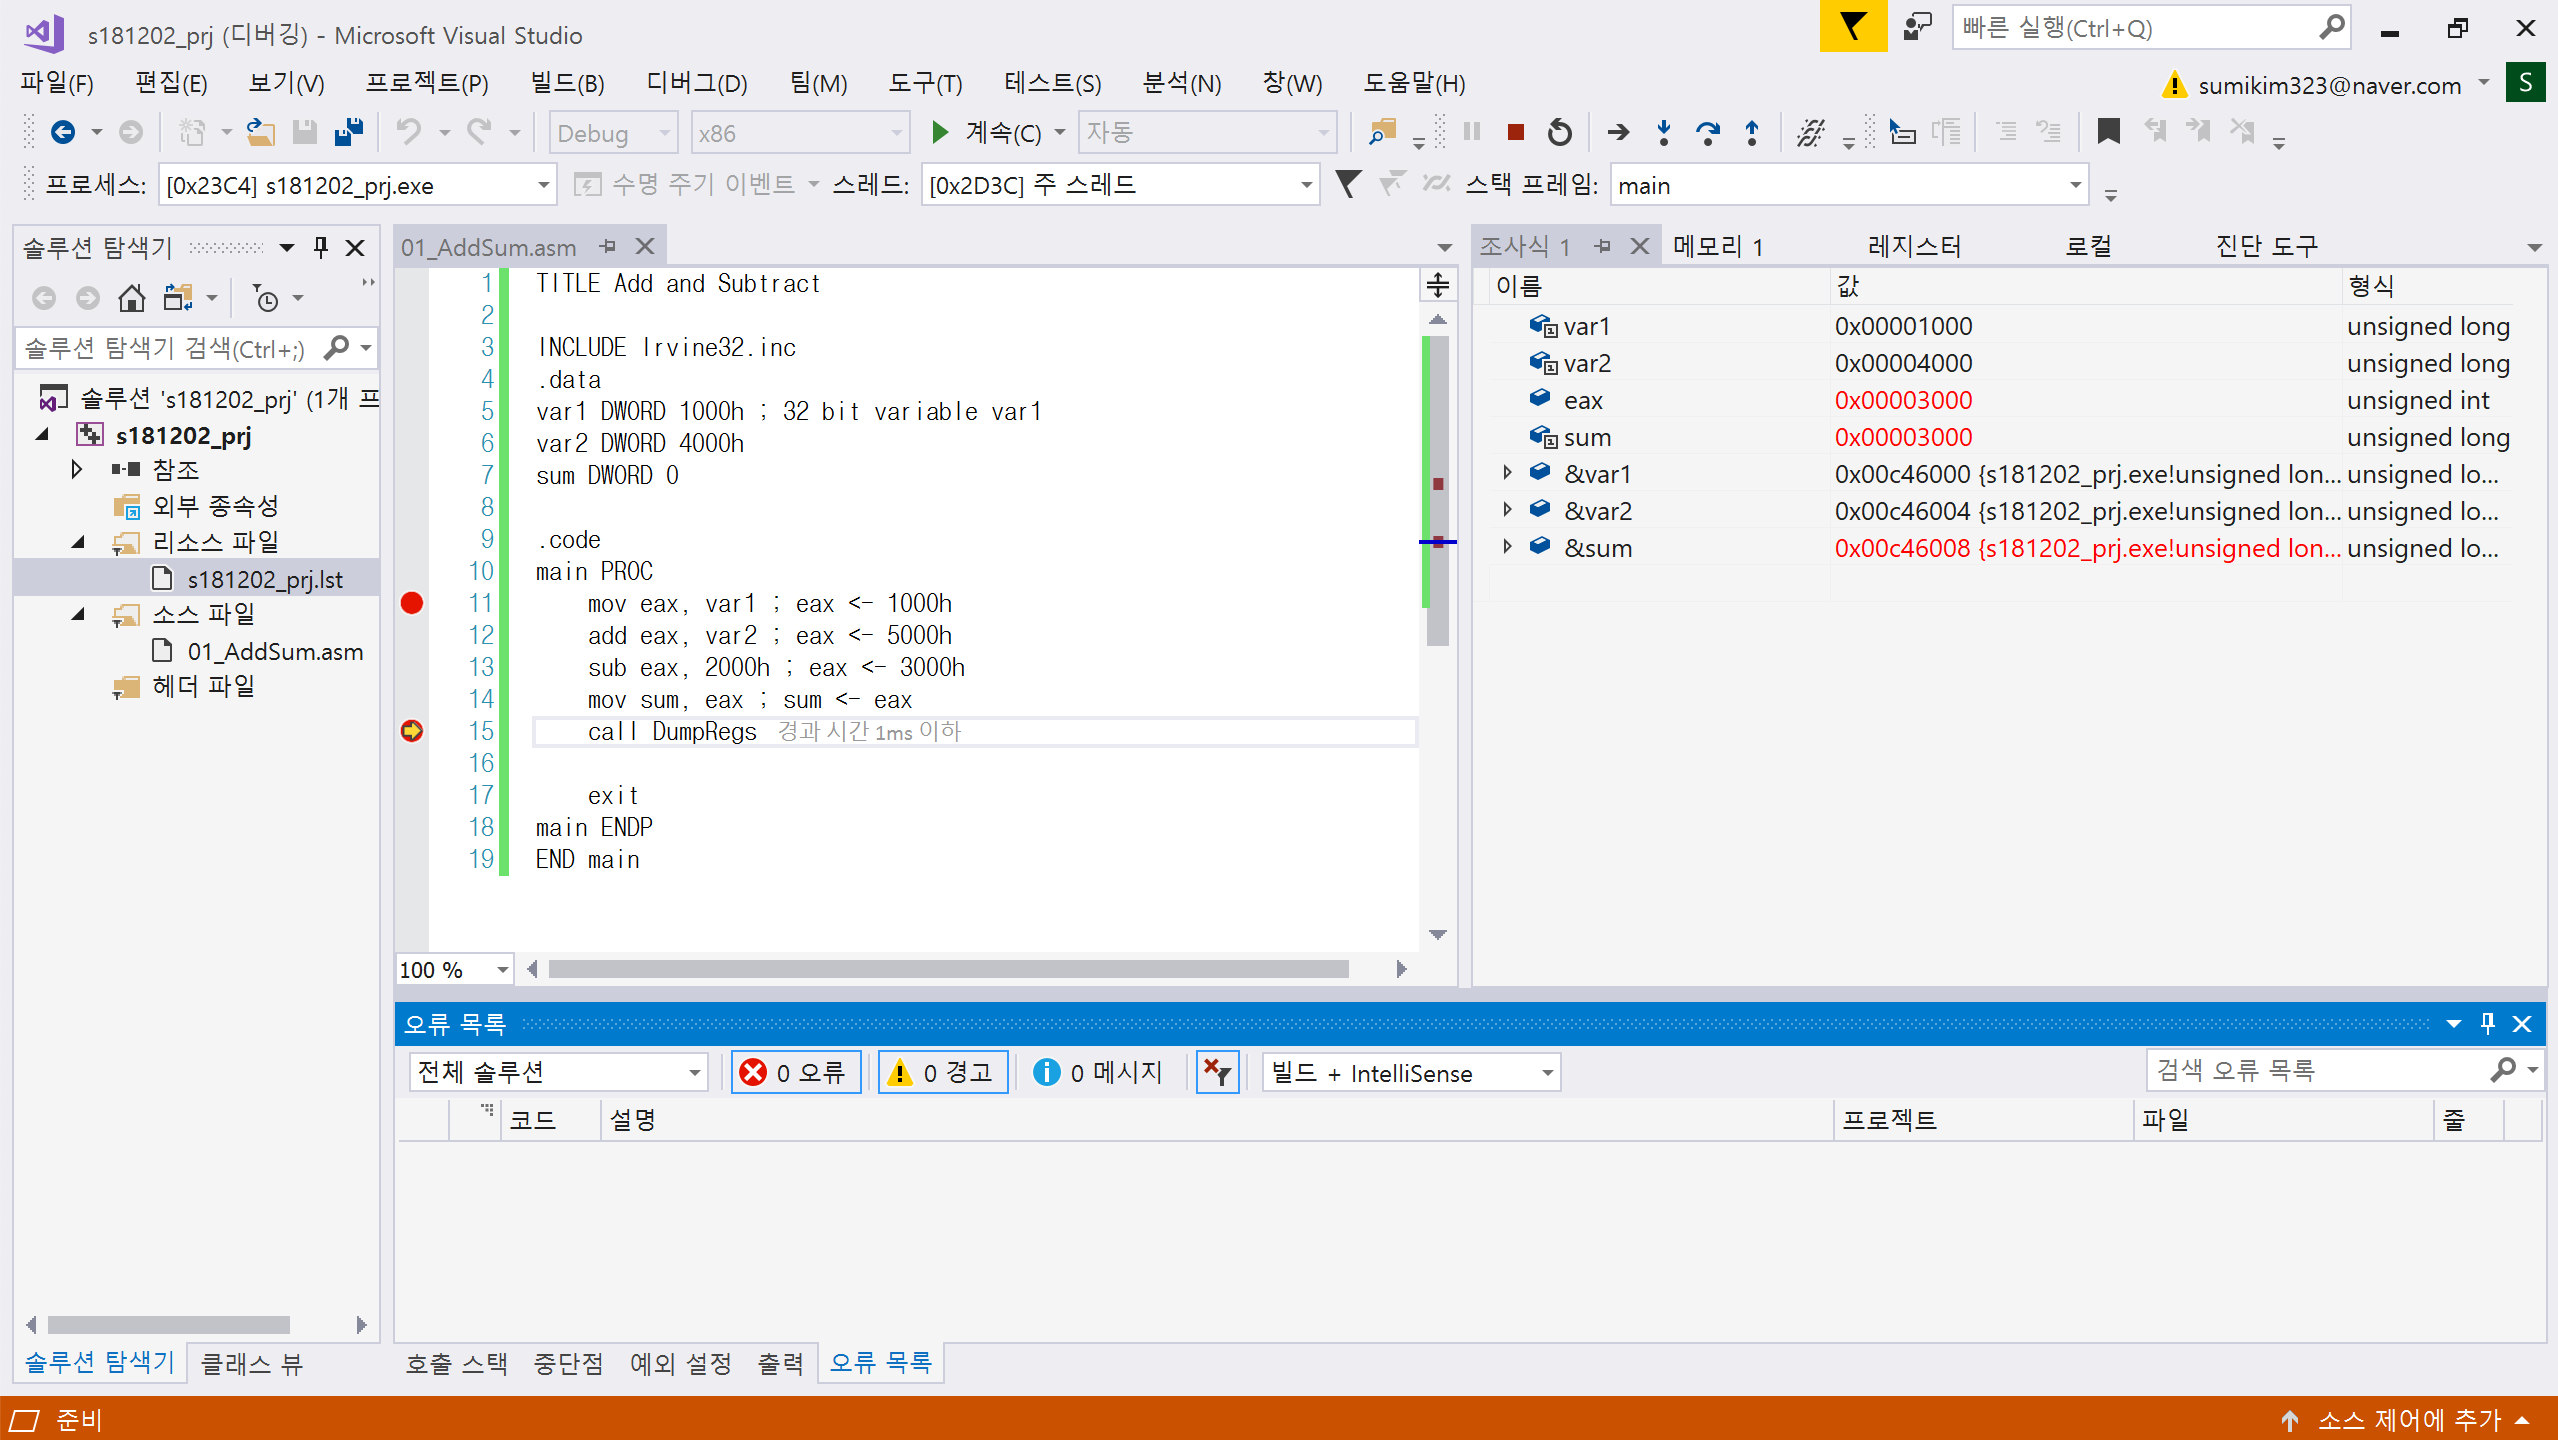 s181202_prj (디버깅) - Microsoft Visual Studio
빠른 실행(Ctrl+Q)
파일(F) 편집(E) 보기(V) 프로젝트(P) 빌드(B) 디버그(D) 팀(M) 도구(T) 테스트(S) 분석(N) 창(W) 도움말(H)
sumikim323@naver.com S
Debug x86 계속(C) 자동
프로세스: [0x23C4] s181202_prj.exe 수명 주기 이벤트 스레드: [0x2D3C] 주 스레드 스택 프레임: main
솔루션 탐색기
솔루션 탐색기 검색(Ctrl+;)
솔루션 's181202_prj' (1개 프
s181202_prj
참조
외부 종속성
리소스 파일
s181202_prj.lst
소스 파일
01_AddSum.asm
헤더 파일
솔루션 탐색기 클래스 뷰
01_AddSum.asm
1 TITLE Add and Subtract
2
3 INCLUDE Irvine32.inc
4 .data
5 var1 DWORD 1000h ; 32 bit variable var1
6 var2 DWORD 4000h
7 sum DWORD 0
8
9 .code
10 main PROC
11 mov eax, var1 ; eax <- 1000h
12 add eax, var2 ; eax <- 5000h
13 sub eax, 2000h ; eax <- 3000h
14 mov sum, eax ; sum <- eax
15 call DumpRegs 경과 시간 1ms 이하
16
17 exit
18 main ENDP
19 END main
100 %
조사식 1 메모리 1 레지스터 로컬 진단 도구
이름 값 형식
var1 0x00001000 unsigned long
var2 0x00004000 unsigned long
eax 0x00003000 unsigned int
sum 0x00003000 unsigned long
&var1 0x00c46000 {s181202_prj.exe!unsigned lon... unsigned lo...
&var2 0x00c46004 {s181202_prj.exe!unsigned lon... unsigned lo...
&sum 0x00c46008 {s181202_prj.exe!unsigned lon... unsigned lo...
오류 목록
전체 솔루션 0 오류 0 경고 0 메시지 빌드 + IntelliSense 검색 오류 목록
코드 설명 프로젝트 파일 줄
호출 스택 중단점 예외 설정 출력 오류 목록
준비 소스 제어에 추가